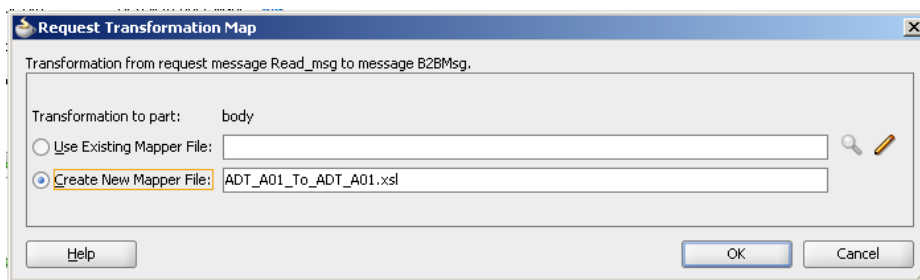 Request Transformation Map
Transformation from request message Read_msg to message B2BMsg.
Transformation to part: body
Use Existing Mapper File:
Create New Mapper File: ADT_A01_To_ADT_A01.xsl
Help OK Cancel